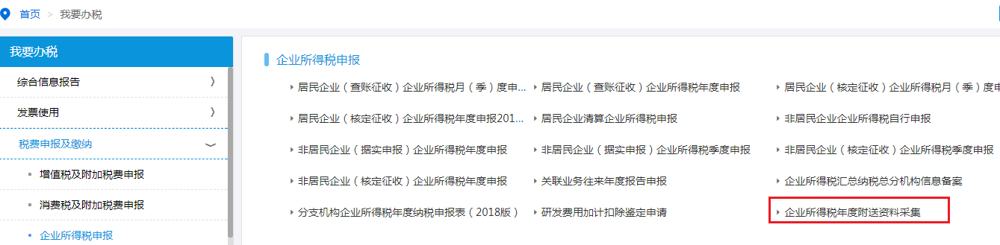 首页 > 我要办税
我要办税
综合信息报告
发票使用
税费申报及缴纳
增值税及附加税费申报
消费税及附加税费申报
企业所得税申报
企业所得税申报
居民企业（查账征收）企业所得税月（季）度申... 居民企业（查账征收）企业所得税年度申报 居民企业（核定征收）企业所得税月（季）度申
居民企业（核定征收）企业所得税年度申报201... 居民企业清算企业所得税申报 非居民企业企业所得税自行申报
非居民企业（据实申报）企业所得税年度申报 非居民企业（据实申报）企业所得税季度申报 非居民企业（核定征收）企业所得税季度申报
非居民企业（核定征收）企业所得税年度申报 关联业务往来年度报告申报 企业所得税汇总纳税总分机构信息备案
分支机构企业所得税年度纳税申报表（2018版） 研发费用加计扣除鉴定申请 企业所得税年度附送资料采集